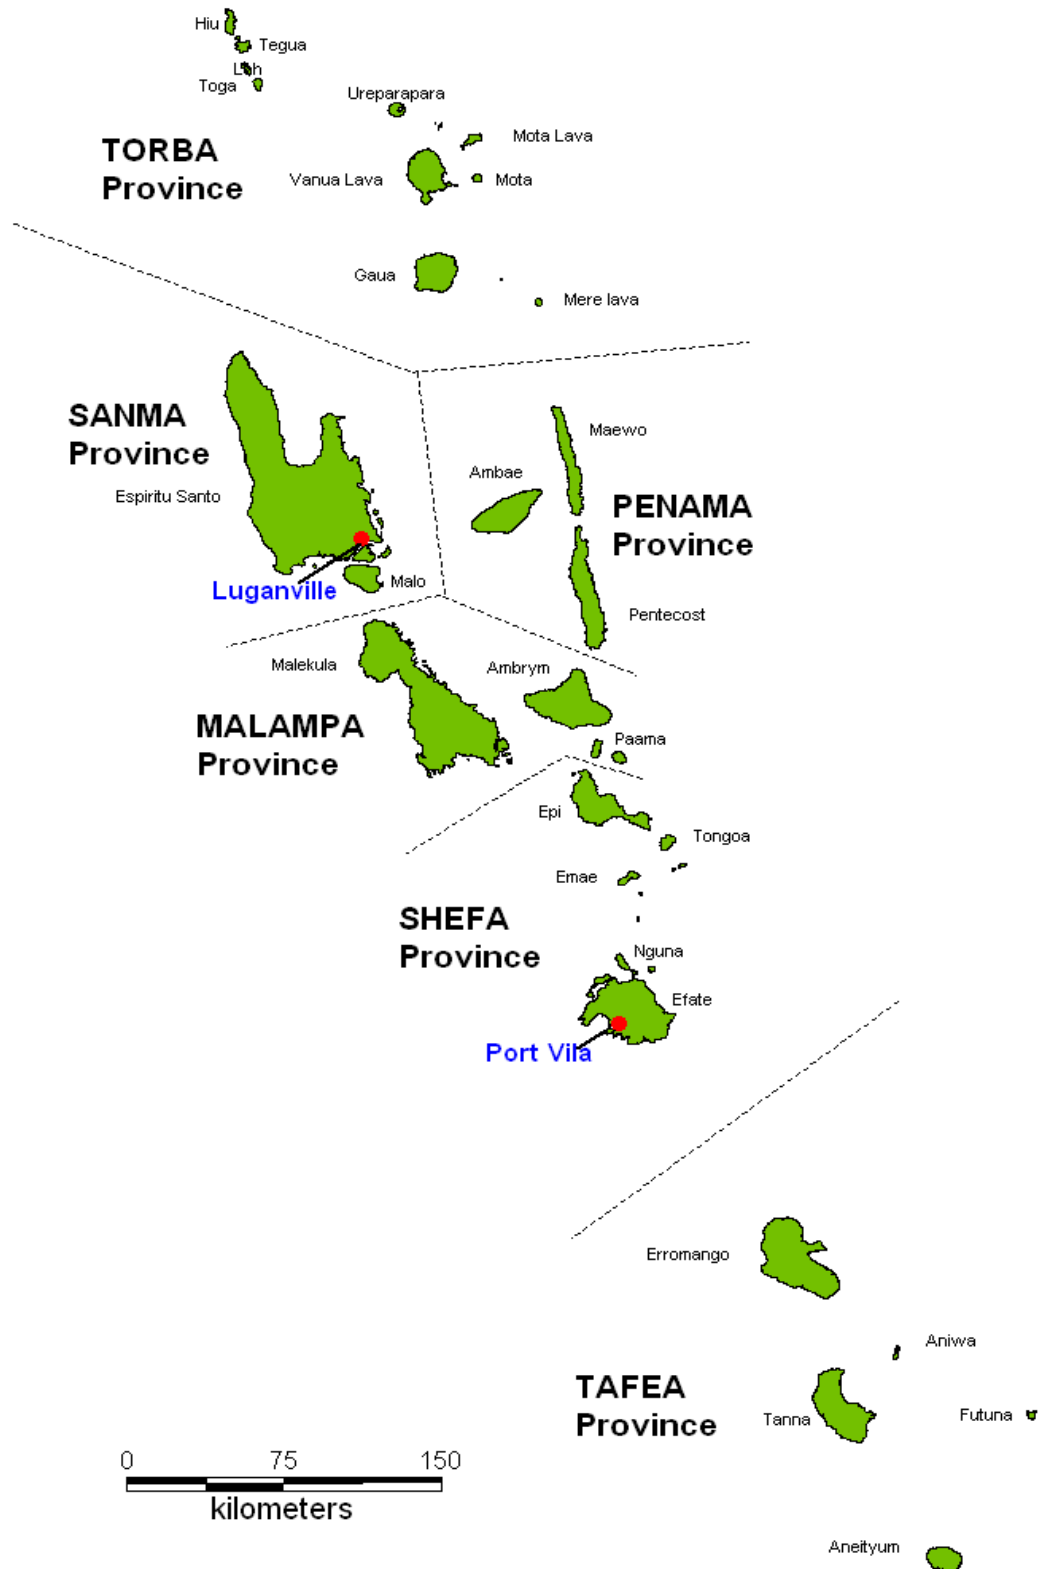 Hiu
Tegua
Loh
Toga
Ureparapara
Mota Lava
TORBA
Province
Vanua Lava
Mota
Gaua
Mere lava
SANMA
Province
Maewo
Ambae
Espiritu Santo
PENAMA
Province
Malo
Luganville
Pentecost
Malekula
Ambrym
MALAMPA
Province
Paama
Epi
Tongoa
Emae
SHEFA
Province
Nguna
Efate
Port Vila
Erromango
Aniwa
TAFEA
Province
Tanna
Futuna
0 75 150
kilometers
Aneityum